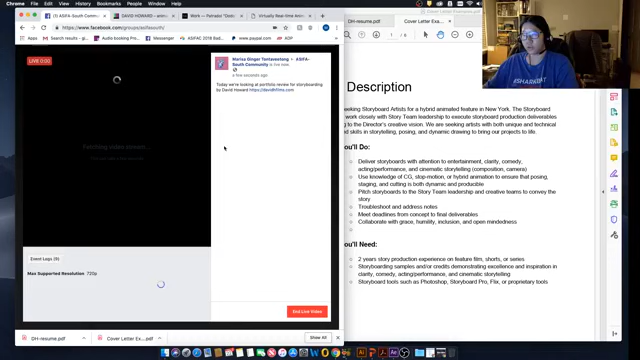 Chrome File Edit View History Bookmarks People Window Help
(1) ASIFA-South Community
DAVID HOWARD - anim
Work — Patradol "Dool
Virtually Real-time Anim
https://www.facebook.com/groups/asifasouth/
Apps
Search results - g...
Audio booking pro...
Messenger
ASIFAC 2018 Budget
www.paypal.com
ADP
DH-resume.pdf
Cover Letter Examples.pdf
LIVE 0:00
Marisa Ginger Tontaveetong ▸ ASIFA-
South Community is live now.
a few seconds ago
Today we're looking at portfolio review for storyboarding
by David Howard https://davidhfilms.com
Fetching video stream...
Event Logs (9)
Max Supported Resolution 720p
End Live Video
DH-resume.pdf
Cover Letter Ex....pdf
Show All
Description
seeking Storyboard Artists for a hybrid animated feature in New York. The Storyboard
work closely with Story Team leadership to execute storyboard production deliverables
g to the Director's creative vision. We are seeking artists with both unique and technical
d skills in storytelling, posing, and dynamic drawing to bring our projects to life.
u'll Do:
Deliver storyboards with attention to entertainment, clarity, comedy,
acting/performance, and cinematic storytelling (composition, camera)
Use knowledge of CG, stop-motion, or hybrid animation to ensure that posing,
staging, and cutting is both dynamic and producible
Pitch storyboards to the Story Team leadership and creative teams to convey the
story
Troubleshoot and address notes
Meet deadlines from concept to final deliverables
Collaborate with grace, humility, inclusion, and open mindedness
u'll Need:
2 years story production experience on feature film, shorts, or series
Storyboarding samples and/or credits demonstrating excellence and inspiration in
clarity, comedy, acting/performance, and cinematic storytelling
Storyboard tools such as Photoshop, Storyboard Pro, Flix, or proprietary tools